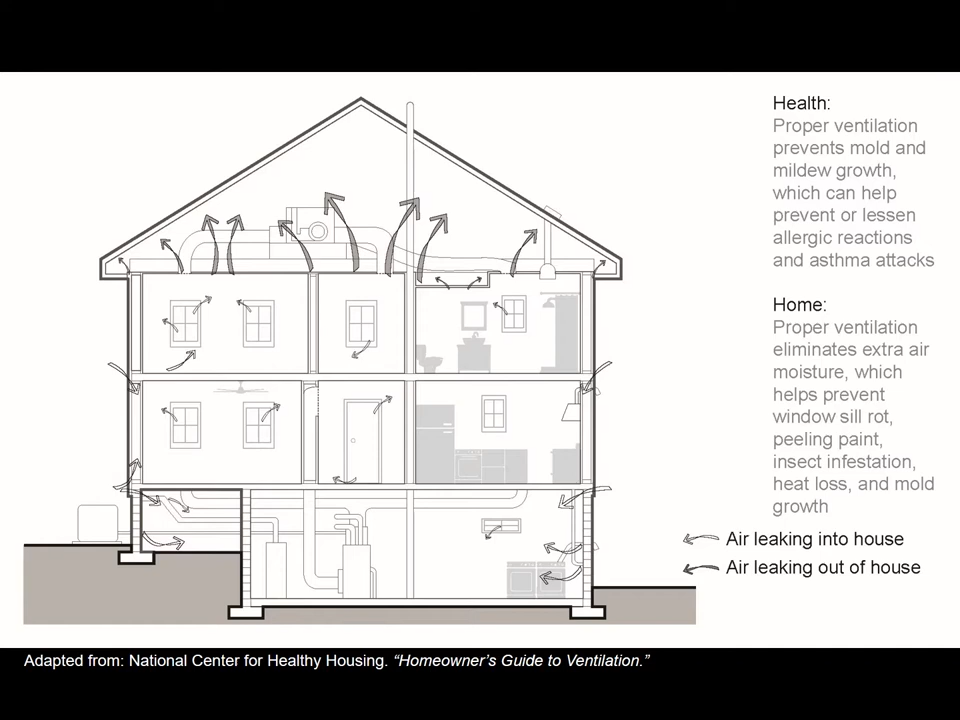 Health:
Proper ventilation
prevents mold and
mildew growth,
which can help
prevent or lessen
allergic reactions
and asthma attacks
Home:
Proper ventilation
eliminates extra air
moisture, which
helps prevent
window sill rot,
peeling paint,
insect infestation,
heat loss, and mold
growth
Air leaking into house
Air leaking out of house
Adapted from: National Center for Healthy Housing. “Homeowner’s Guide to Ventilation.”